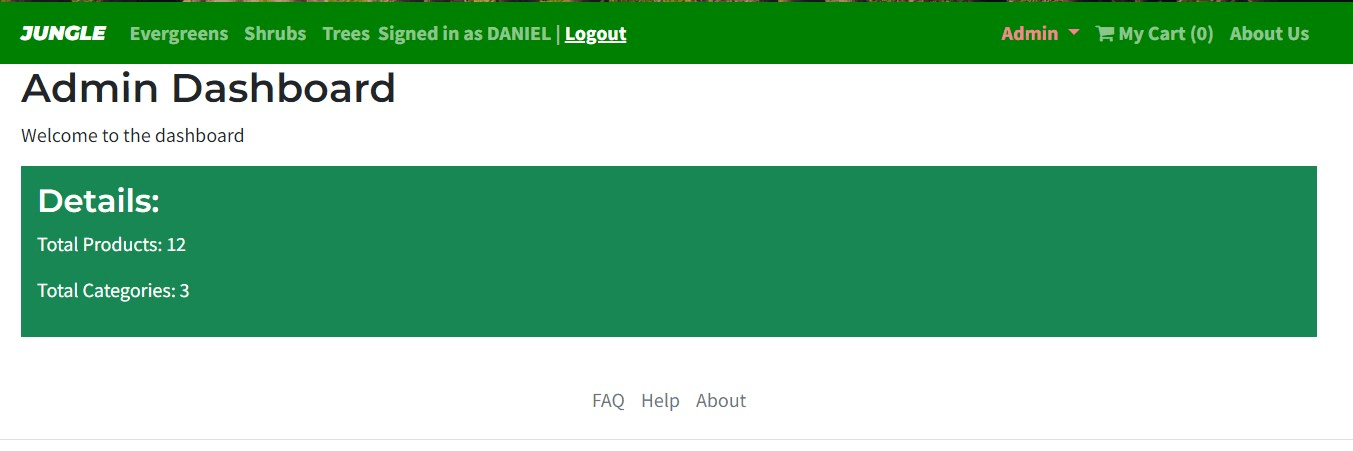 JUNGLE Evergreens Shrubs Trees Signed in as DANIEL | Logout Admin My Cart (0) About Us
Admin Dashboard
Welcome to the dashboard
Details:
Total Products: 12
Total Categories: 3
FAQ Help About